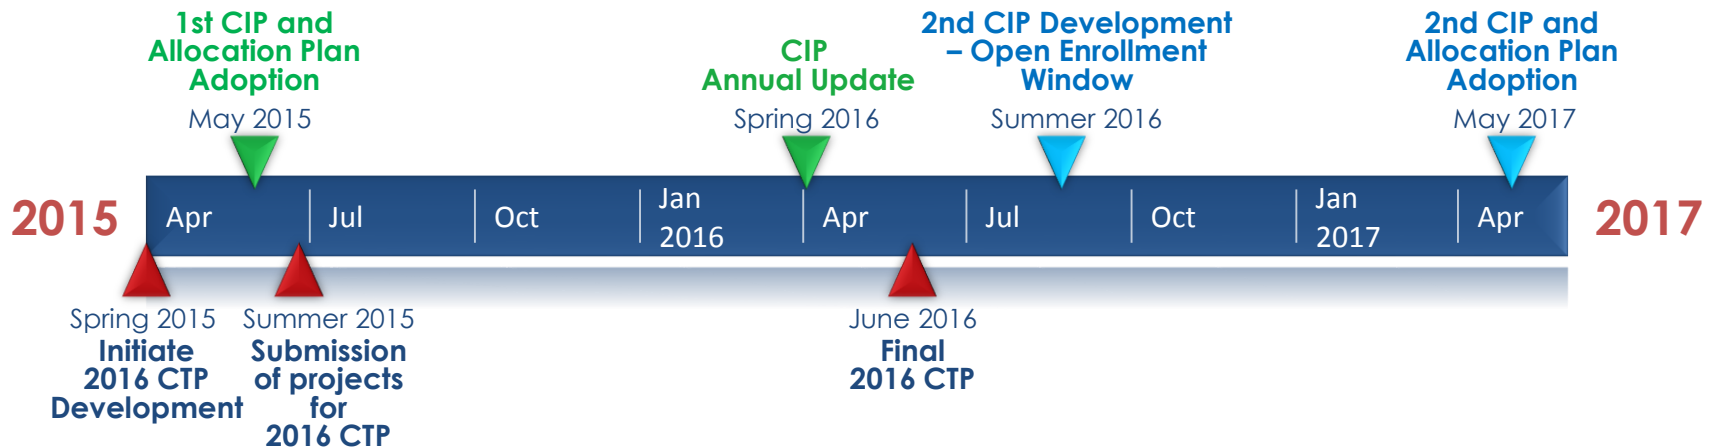 1st CIP and
Allocation Plan
Adoption
May 2015
CIP
Annual Update
Spring 2016
2nd CIP Development
– Open Enrollment
Window
Summer 2016
2nd CIP and
Allocation Plan
Adoption
May 2017
2015
Apr
Jul
Oct
Jan
2016
Apr
Jul
Oct
Jan
2017
Apr
2017
Spring 2015
Initiate
2016 CTP
Development
Summer 2015
Submission
of projects
for
2016 CTP
June 2016
Final
2016 CTP